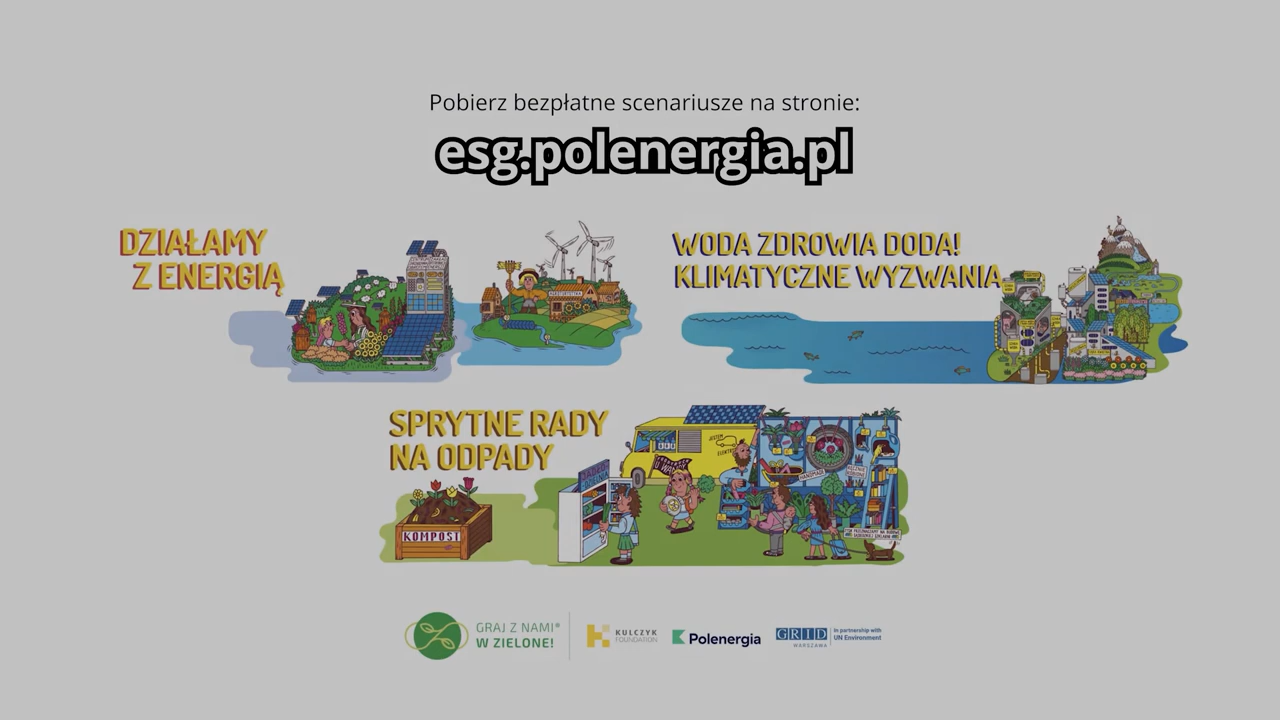 Pobierz bezpłatne scenariusze na stronie:
esg.polenergia.pl
DZIAŁAMY
Z ENERGIĄ
WODA ZDROWIA DODA!
KLIMATYCZNE WYZWANIA
SPRYTNE RADY
NA ODPADY
JESTEM
KOMPOST
GRAJ Z NAMI®
W ZIELONE!
KULCZYK
FOUNDATION
Polenergia
GRID
WARSZAWA
in partnership with
UN Environment